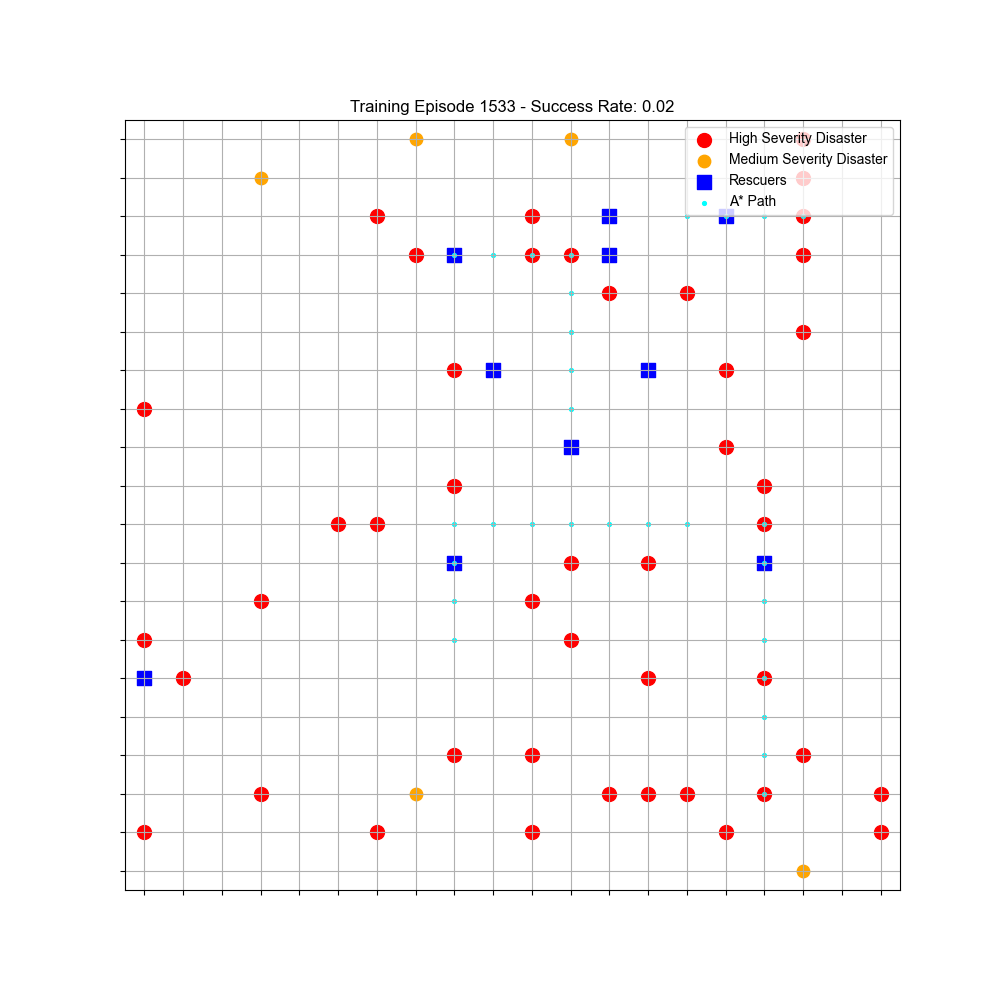 Training Episode 1533 - Success Rate: 0.02
High Severity Disaster
Medium Severity Disaster
Rescuers
A* Path